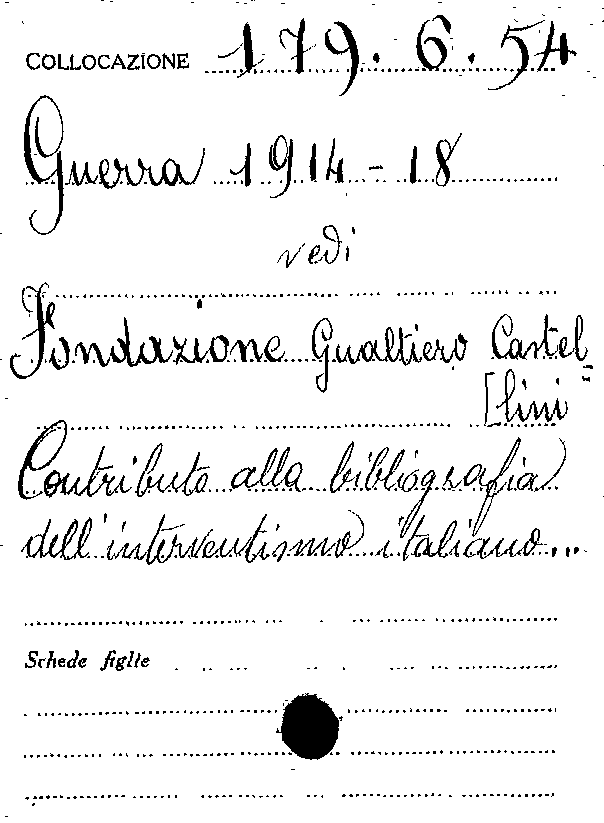 COLLOCAZIONE 179.6.54
Guerra 1914-18
vedi
Fondazione Gualtiero Castel=
[lini
Contributo alla bibliografia
dell'interventismo italiano...
Schede figlie